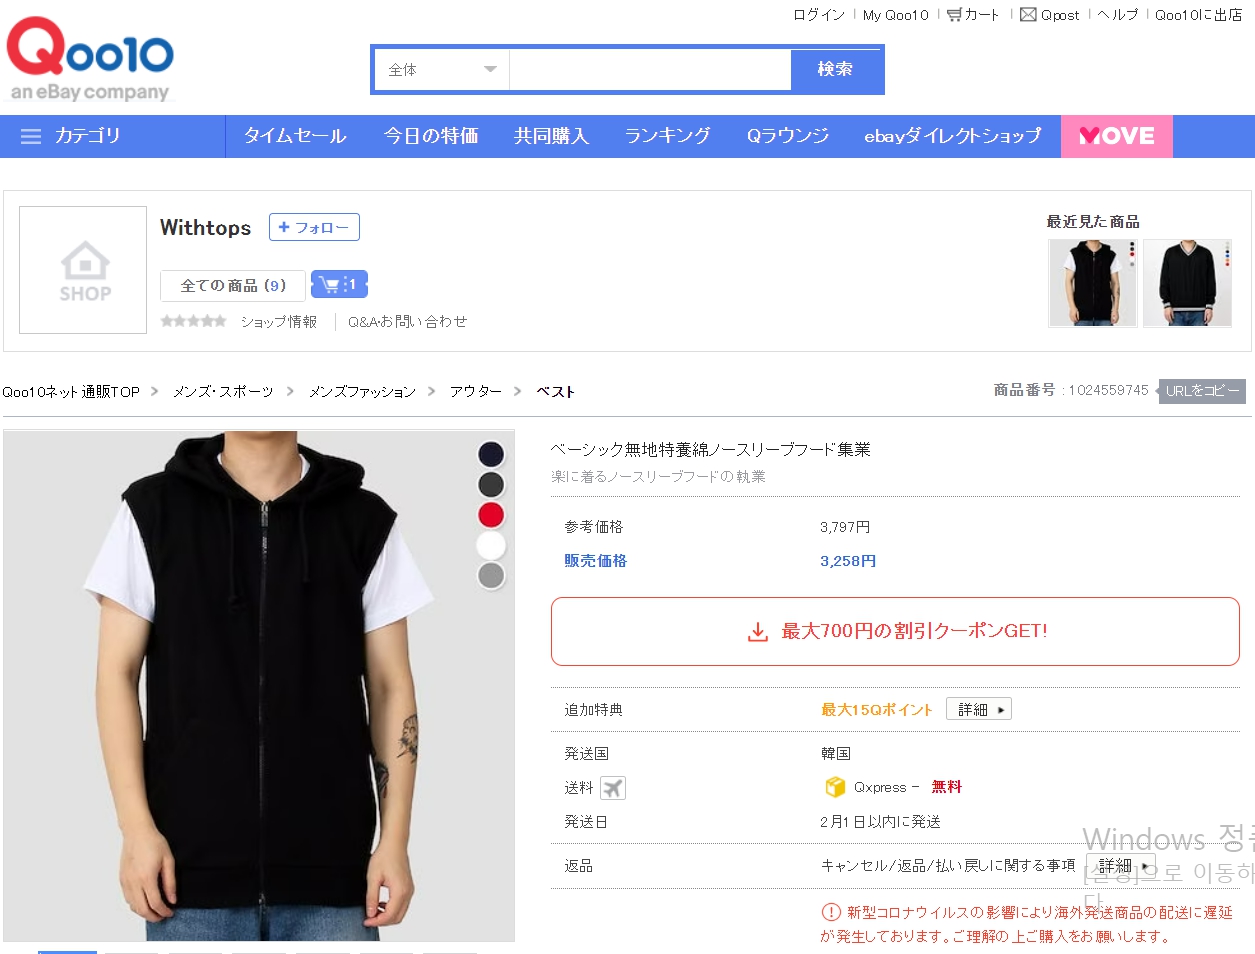 ログイン My Qoo10 カート Qpost ヘルプ Qoo10に出店
Qoo10
an eBay company
全体 検索
カテゴリ タイムセール 今日の特価 共同購入 ランキング Qラウンジ ebayダイレクトショップ MOVE
Withtops + フォロー
最近見た商品
全ての商品 (9) : 1
SHOP
ショップ情報 Q&A·お問い合わせ
Qoo10ネット通販TOP > メンズ·スポーツ > メンズファッション > アウター > ベスト
商品番号 : 1024559745 URLをコピー
ベーシック無地特養綿ノースリーブフード集業
楽に着るノースリーブフードの執業
参考価格 3,797円
販売価格 3,258円
最大700円の割引クーポンGET!
追加特典 最大15Qポイント 詳細
発送国 韓国
送料 Qxpress - 無料
発送日 2月1日以内に発送
Windows 정품
返品 キャンセル/返品/払い戻しに関する事項 詳細
[설정]으로 이동하
다
新型コロナウイルスの影響により海外発送商品の配送に遅延
が発生しております。ご理解の上ご購入をお願いします。